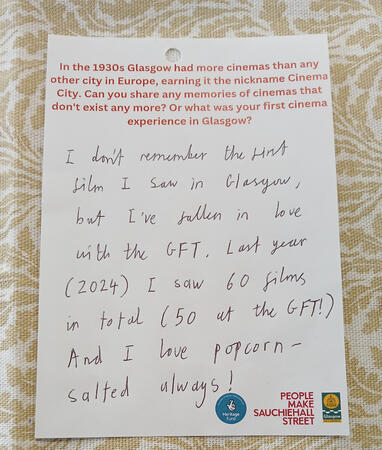 In the 1930s Glasgow had more cinemas than any
other city in Europe, earning it the nickname Cinema
City. Can you share any memories of cinemas that
don't exist any more? Or what was your first cinema
experience in Glasgow?
I don't remember the first
film I saw in Glasgow,
but I've fallen in love
with the GFT. Last year
(2024) I saw 60 films
in total (50 at the GFT!)
And I love popcorn –
salted always!
Heritage
Fund
PEOPLE
MAKE
SAUCHIEHALL
STREET
Glasgow